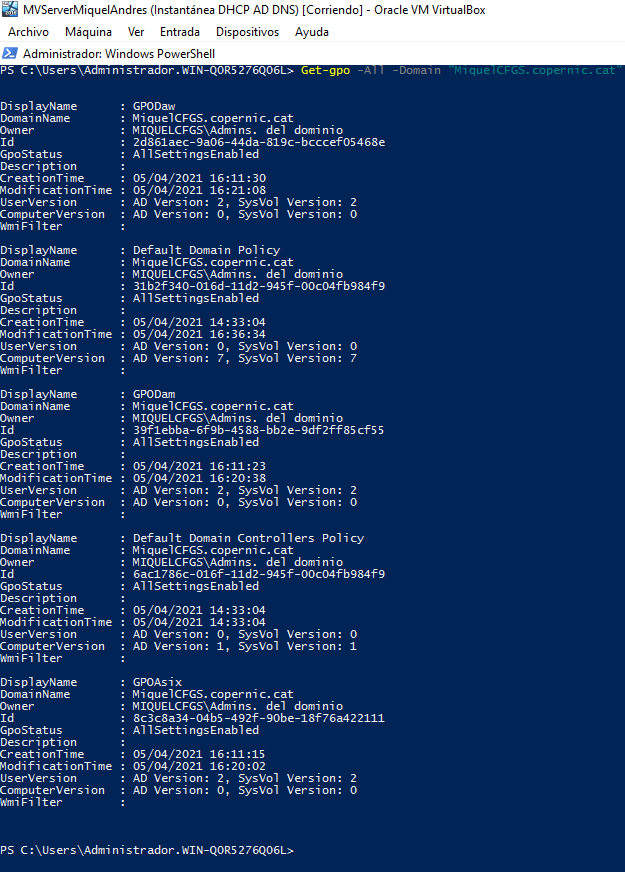 MVServerMiquelAndres (Instantánea DHCP AD DNS) [Corriendo] - Oracle VM VirtualBox
Archivo Máquina Ver Entrada Dispositivos Ayuda
Administrador: Windows PowerShell
PS C:\Users\Administrador.WIN-Q0R5276Q06L> Get-gpo -All -Domain "MiquelCFGS.copernic.cat"
DisplayName : GPODaw
DomainName : MiquelCFGS.copernic.cat
Owner : MIQUELCFGS\Admins. del dominio
Id : 2d861aec-9a06-44da-819c-bcccef05468e
GpoStatus : AllSettingsEnabled
Description :
CreationTime : 05/04/2021 16:11:30
ModificationTime : 05/04/2021 16:21:08
UserVersion : AD Version: 2, SysVol Version: 2
ComputerVersion : AD Version: 0, SysVol Version: 0
WmiFilter :
DisplayName : Default Domain Policy
DomainName : MiquelCFGS.copernic.cat
Owner : MIQUELCFGS\Admins. del dominio
Id : 31b2f340-016d-11d2-945f-00c04fb984f9
GpoStatus : AllSettingsEnabled
Description :
CreationTime : 05/04/2021 14:33:04
ModificationTime : 05/04/2021 16:36:34
UserVersion : AD Version: 0, SysVol Version: 0
ComputerVersion : AD Version: 7, SysVol Version: 7
WmiFilter :
DisplayName : GPODam
DomainName : MiquelCFGS.copernic.cat
Owner : MIQUELCFGS\Admins. del dominio
Id : 39f1ebba-6f9b-4588-bb2e-9df2ff85cf55
GpoStatus : AllSettingsEnabled
Description :
CreationTime : 05/04/2021 16:11:23
ModificationTime : 05/04/2021 16:20:38
UserVersion : AD Version: 2, SysVol Version: 2
ComputerVersion : AD Version: 0, SysVol Version: 0
WmiFilter :
DisplayName : Default Domain Controllers Policy
DomainName : MiquelCFGS.copernic.cat
Owner : MIQUELCFGS\Admins. del dominio
Id : 6ac1786c-016f-11d2-945f-00c04fb984f9
GpoStatus : AllSettingsEnabled
Description :
CreationTime : 05/04/2021 14:33:04
ModificationTime : 05/04/2021 14:33:04
UserVersion : AD Version: 0, SysVol Version: 0
ComputerVersion : AD Version: 1, SysVol Version: 1
WmiFilter :
DisplayName : GPOAsix
DomainName : MiquelCFGS.copernic.cat
Owner : MIQUELCFGS\Admins. del dominio
Id : 8c3c8a34-04b5-492f-90be-18f76a422111
GpoStatus : AllSettingsEnabled
Description :
CreationTime : 05/04/2021 16:11:15
ModificationTime : 05/04/2021 16:20:02
UserVersion : AD Version: 2, SysVol Version: 2
ComputerVersion : AD Version: 0, SysVol Version: 0
WmiFilter :
PS C:\Users\Administrador.WIN-Q0R5276Q06L>